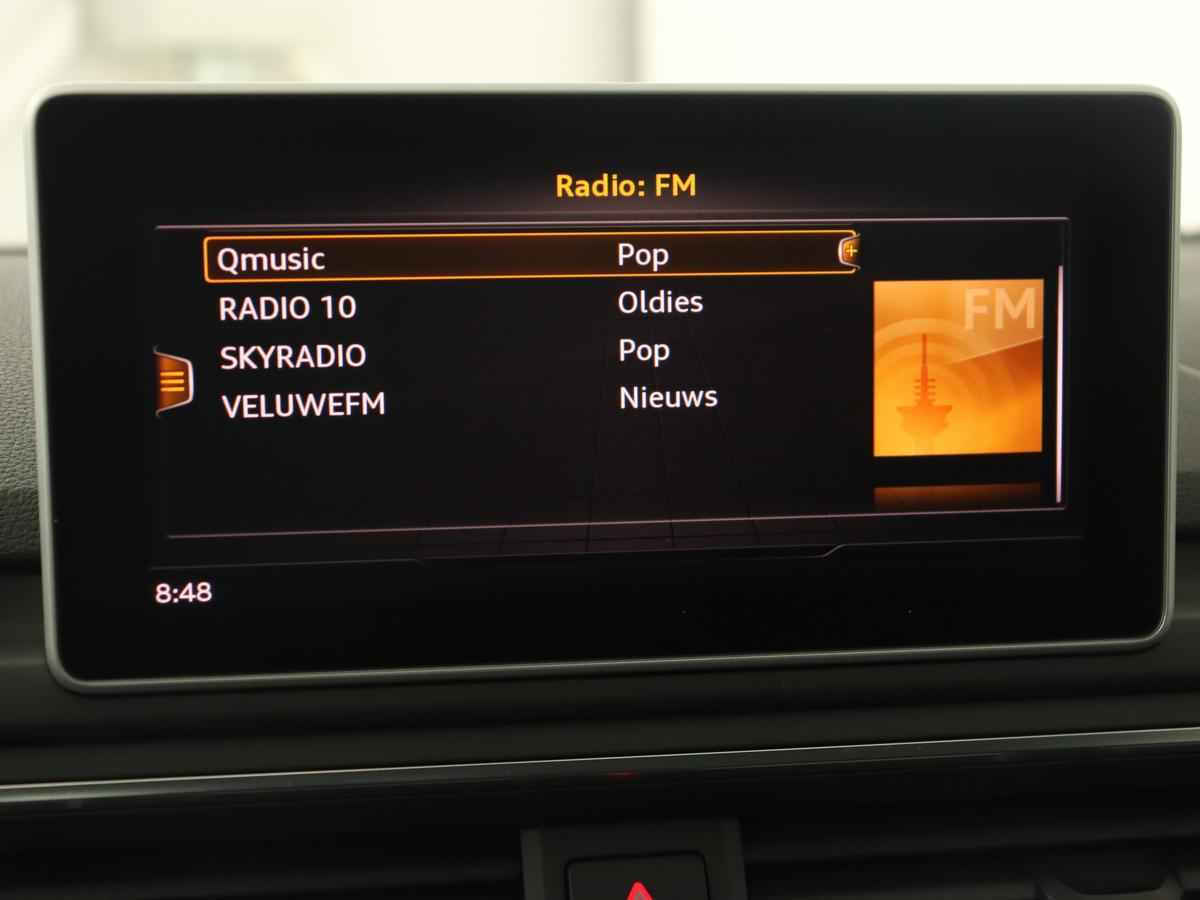 Radio: FM
Qmusic Pop
RADIO 10 Oldies
SKYRADIO Pop
VELUWEFM Nieuws
FM
8:48